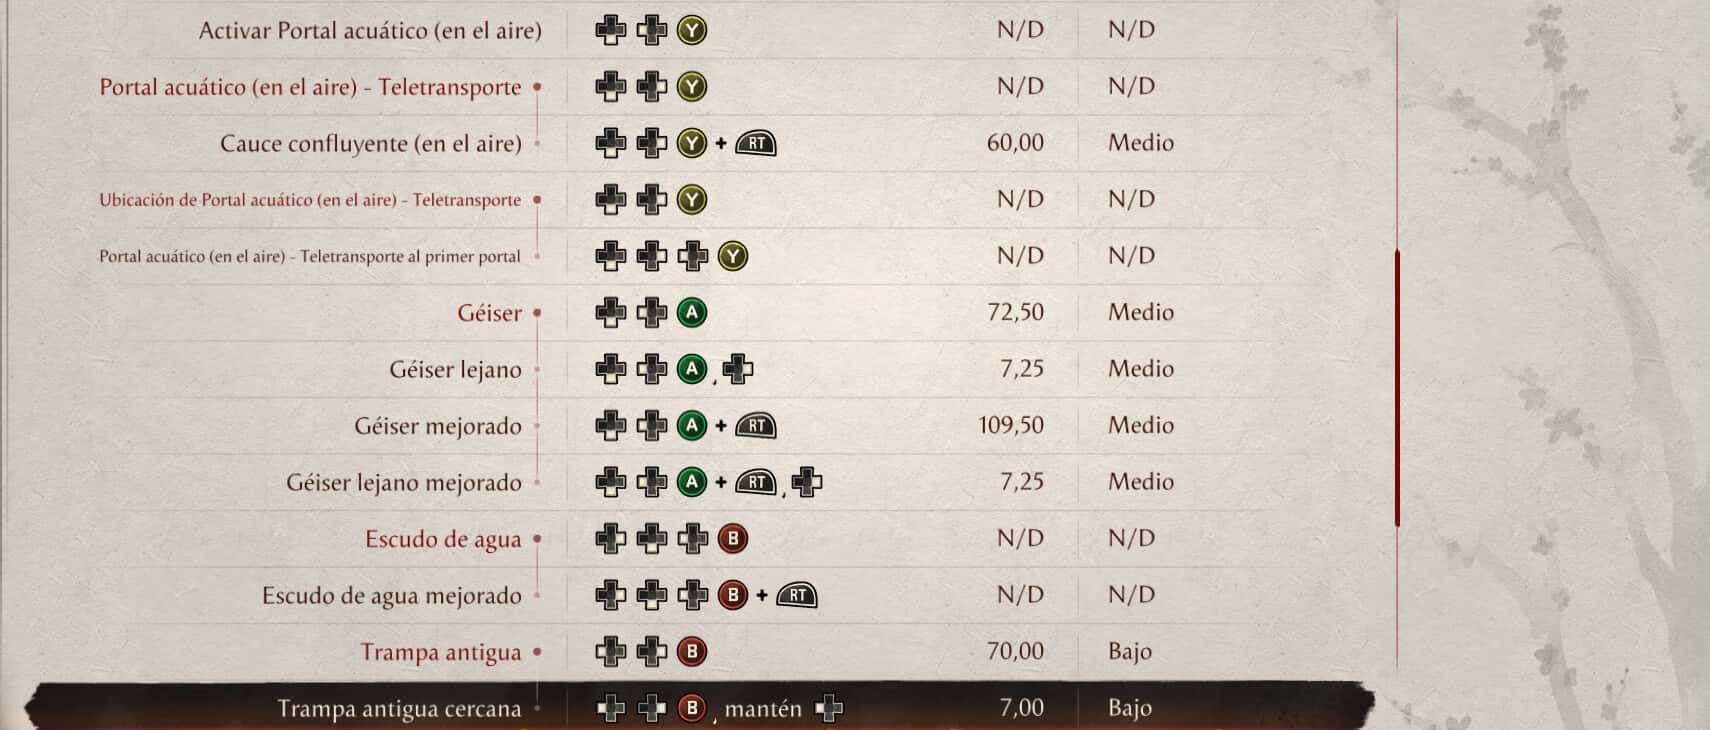 Activar Portal acuático (en el aire) Y N/D N/D
Portal acuático (en el aire) - Teletransporte Y N/D N/D
Cauce confluyente (en el aire) Y + RT 60,00 Medio
Ubicación de Portal acuático (en el aire) - Teletransporte Y N/D N/D
Portal acuático (en el aire) - Teletransporte al primer portal Y N/D N/D
Géiser A 72,50 Medio
Géiser lejano A , 7,25 Medio
Géiser mejorado A + RT 109,50 Medio
Géiser lejano mejorado A + RT , 7,25 Medio
Escudo de agua B N/D N/D
Escudo de agua mejorado B + RT N/D N/D
Trampa antigua B 70,00 Bajo
Trampa antigua cercana B , mantén 7,00 Bajo